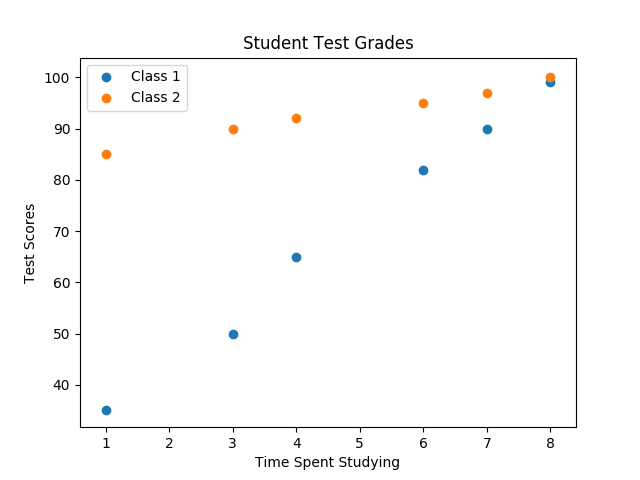 Student Test Grades
Class 1
Class 2
100
90
80
70
60
50
40
Test Scores
1 2 3 4 5 6 7 8
Time Spent Studying